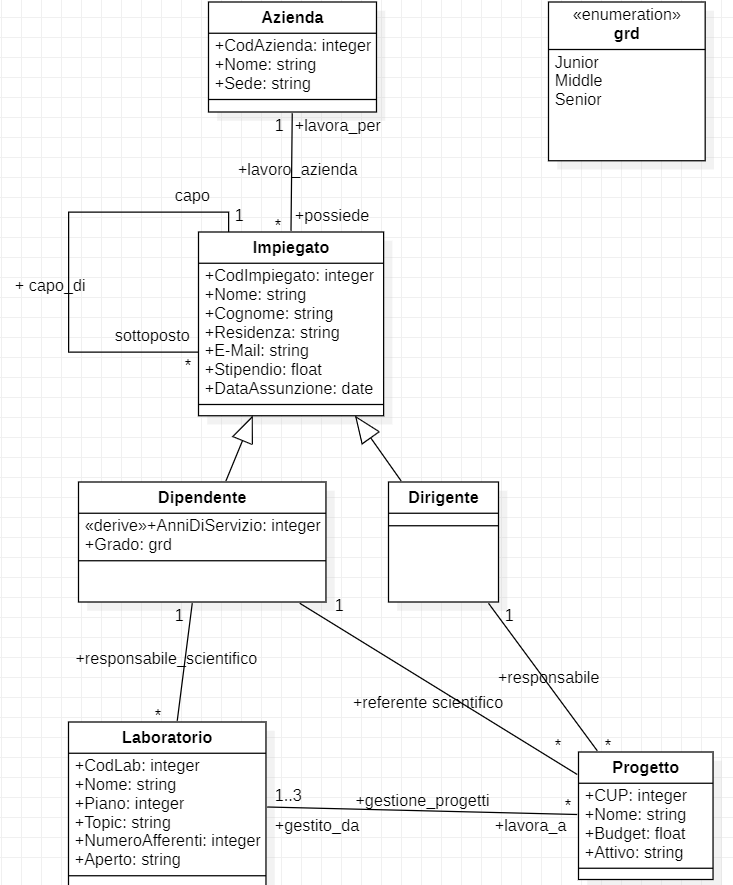 Azienda
+CodAzienda: integer
+Nome: string
+Sede: string
«enumeration»
grd
Junior
Middle
Senior
1
+lavora_per
+lavoro_azienda
*
+possiede
capo
1
+ capo_di
sottoposto
*
Impiegato
+CodImpiegato: integer
+Nome: string
+Cognome: string
+Residenza: string
+E-Mail: string
+Stipendio: float
+DataAssunzione: date
Dipendente
«derive»+AnniDiServizio: integer
+Grado: grd
Dirigente
1
1
1
+responsabile_scientifico
+referente scientifico
+responsabile
*
*
*
Laboratorio
+CodLab: integer
+Nome: string
+Piano: integer
+Topic: string
+NumeroAfferenti: integer
+Aperto: string
1..3
+gestione_progetti
*
+gestito_da
+lavora_a
Progetto
+CUP: integer
+Nome: string
+Budget: float
+Attivo: string